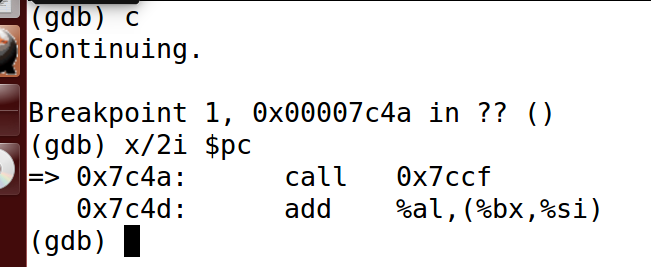 (gdb) c
Continuing.
Breakpoint 1, 0x00007c4a in ?? ()
(gdb) x/2i $pc
=> 0x7c4a:      call   0x7ccf
   0x7c4d:      add    %al,(%bx,%si)
(gdb)